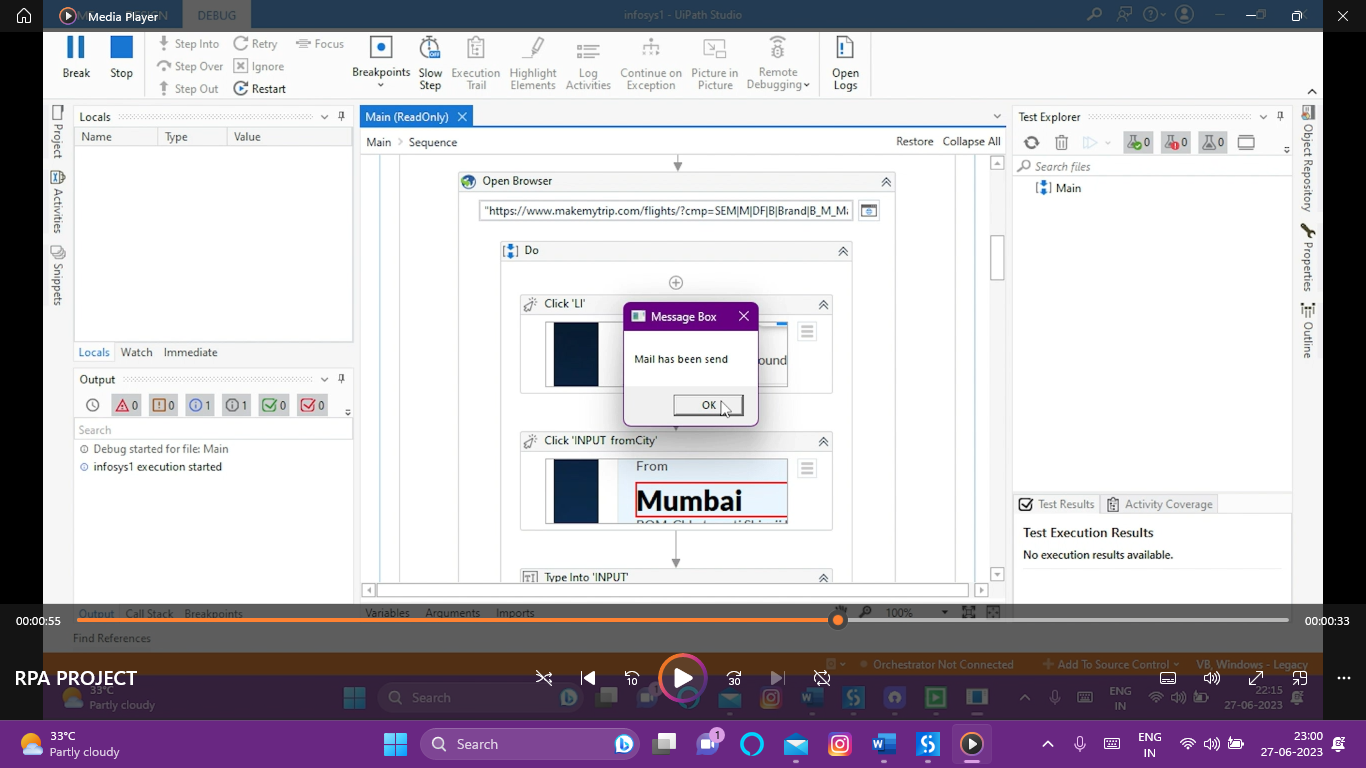 Media Player
DESIGN
DEBUG
infosys1 - UiPath Studio
Break
Stop
Step Into
Step Over
Step Out
Retry
Ignore
Restart
Focus
Breakpoints
Slow
Step
Execution
Trail
Highlight
Elements
Log
Activities
Continue on
Exception
Picture in
Picture
Remote
Debugging
Open
Logs
Project
Activities
Snippets
Locals
Name Type Value
Locals Watch Immediate
Output
0 0 1 1 0 0
Search
Debug started for file: Main
infosys1 execution started
Output Call Stack Breakpoints
Find References
Main (ReadOnly)
Main > Sequence
Restore Collapse All
Open Browser
"https://www.makemytrip.com/flights/?cmp=SEM|M|DF|B|Brand|B_M_M
Do
Click 'LI'
ound
Message Box
Mail has been send
OK
Click 'INPUT fromCity'
From
Mumbai
Type Into 'INPUT'
Variables Arguments Imports
100%
Test Explorer
0 0 0
Search files
Main
Test Results Activity Coverage
Test Execution Results
No execution results available.
Object Repository
Properties
Outline
00:00:55
00:00:33
Orchestrator Not Connected
Add To Source Control
VB, Windows - Legacy
RPA PROJECT
10
30
33°C
Partly cloudy
Search
ENG
IN
22:15
27-06-2023
33°C
Partly cloudy
Search
1
ENG
IN
23:00
27-06-2023